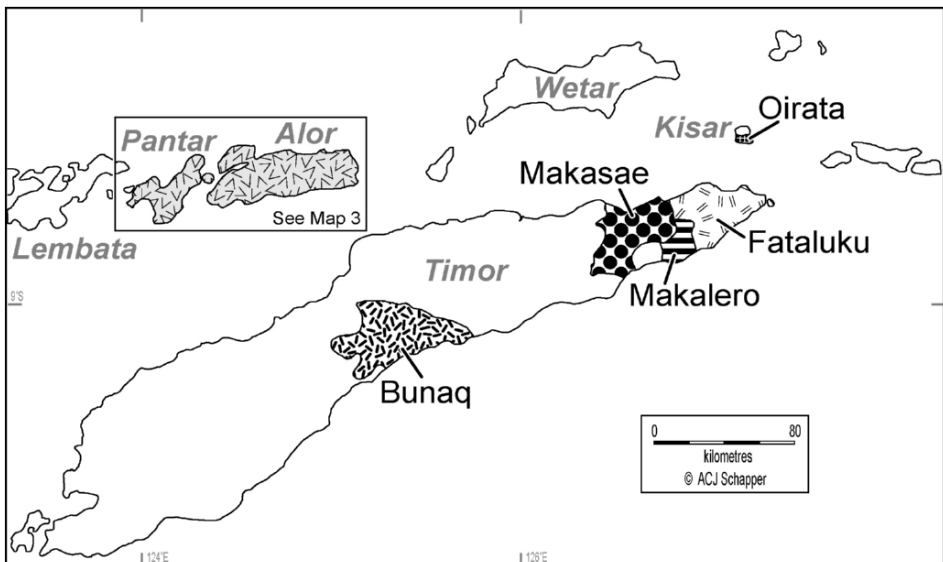 Wetar
Oirata
Kisar
Pantar
Alor
Makasae
See Map 3
Lembata
Timor
Fataluku
Makalero
9°S
Bunaq
0 80
kilometres
© ACJ Schapper
124°E
126°E